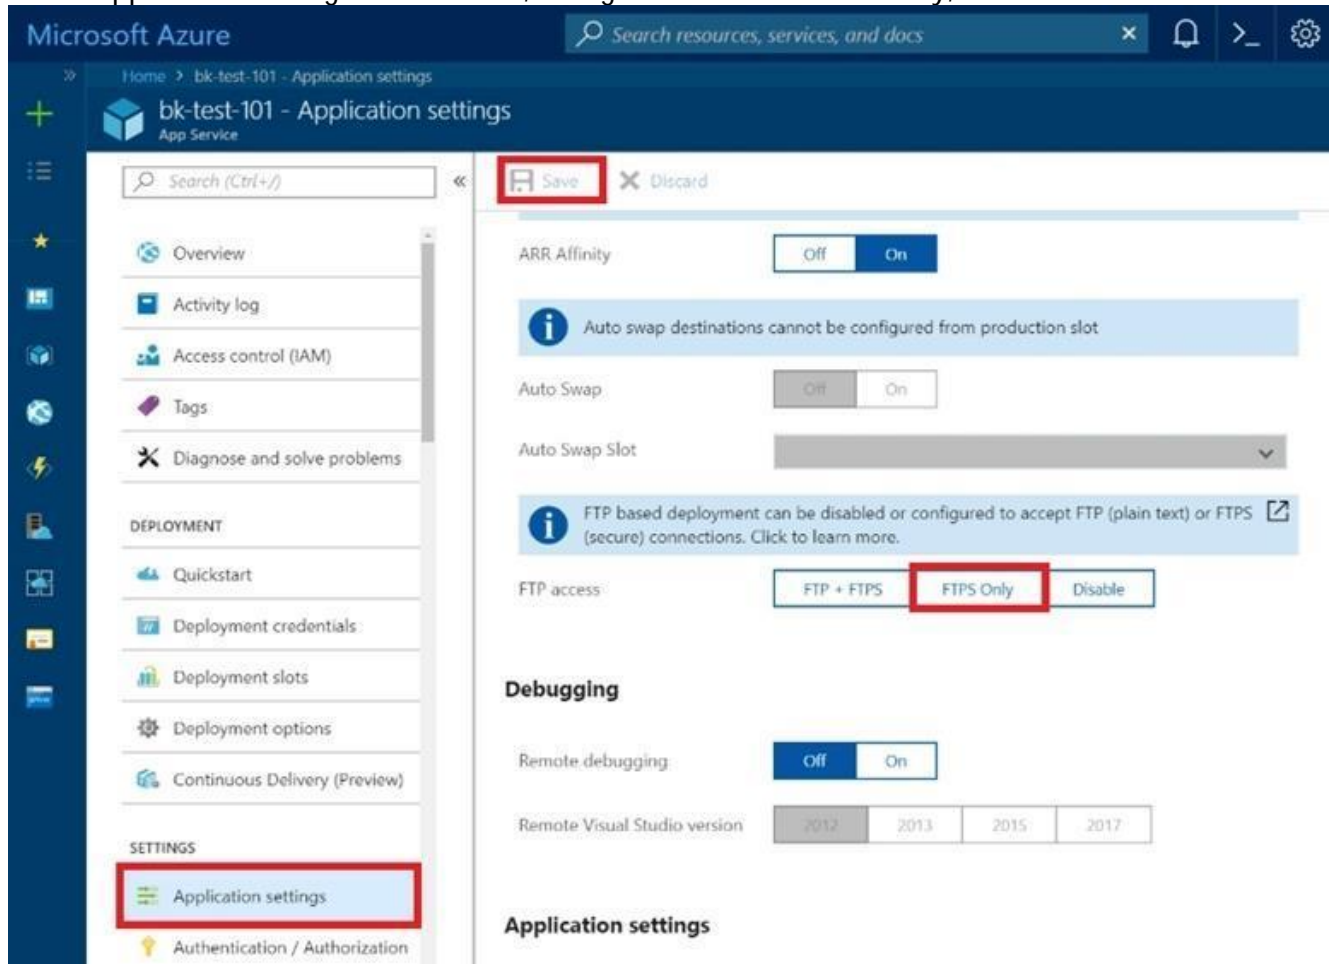 Microsoft Azure
Search resources, services, and docs
Home > bk-test-101 - Application settings
bk-test-101 - Application settings
App Service
Search (Ctrl+/)
Overview
Activity log
Access control (IAM)
Tags
Diagnose and solve problems
DEPLOYMENT
Quickstart
Deployment credentials
Deployment slots
Deployment options
Continuous Delivery (Preview)
SETTINGS
Application settings
Authentication / Authorization
Save Discard
ARR Affinity Off On
Auto swap destinations cannot be configured from production slot
Auto Swap Off On
Auto Swap Slot
FTP based deployment can be disabled or configured to accept FTP (plain text) or FTPS
(secure) connections. Click to learn more.
FTP access FTP + FTPS FTPS Only Disable
Debugging
Remote debugging Off On
Remote Visual Studio version 2012 2013 2015 2017
Application settings